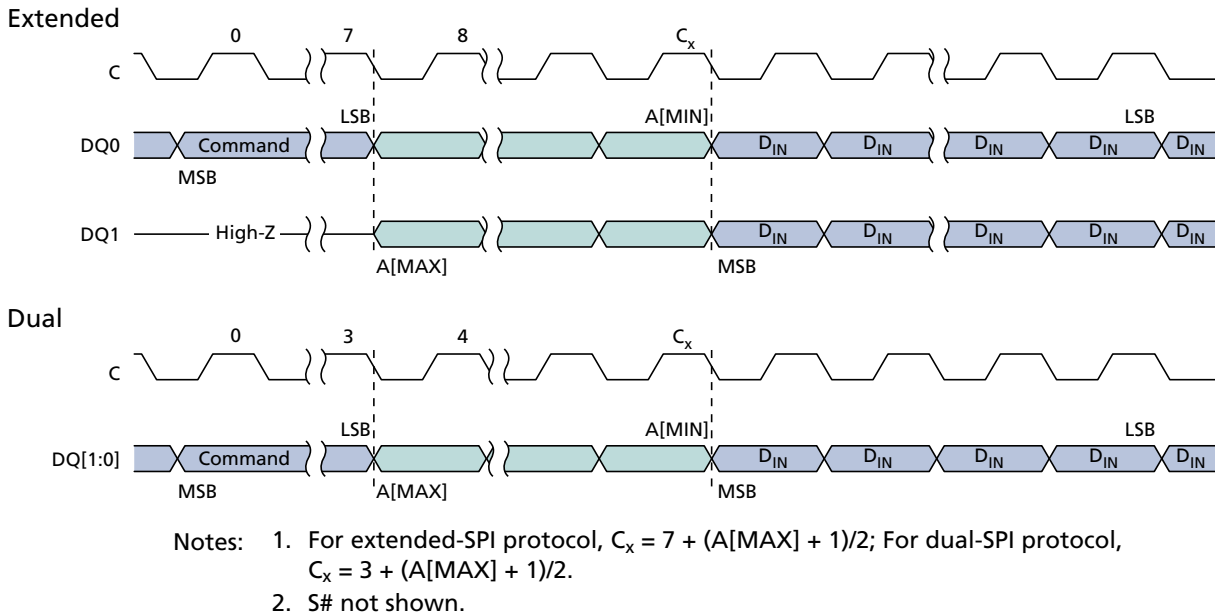 Extended
0 7 8 Cx
C
LSB A[MIN] LSB
DQ0 Command DIN DIN DIN DIN DIN
MSB
DQ1 High-Z DIN DIN DIN DIN DIN
A[MAX] MSB
Dual
0 3 4 Cx
C
LSB A[MIN] LSB
DQ[1:0] Command DIN DIN DIN DIN DIN
MSB A[MAX] MSB
Notes: 1. For extended-SPI protocol, Cx = 7 + (A[MAX] + 1)/2; For dual-SPI protocol,
Cx = 3 + (A[MAX] + 1)/2.
2. S# not shown.